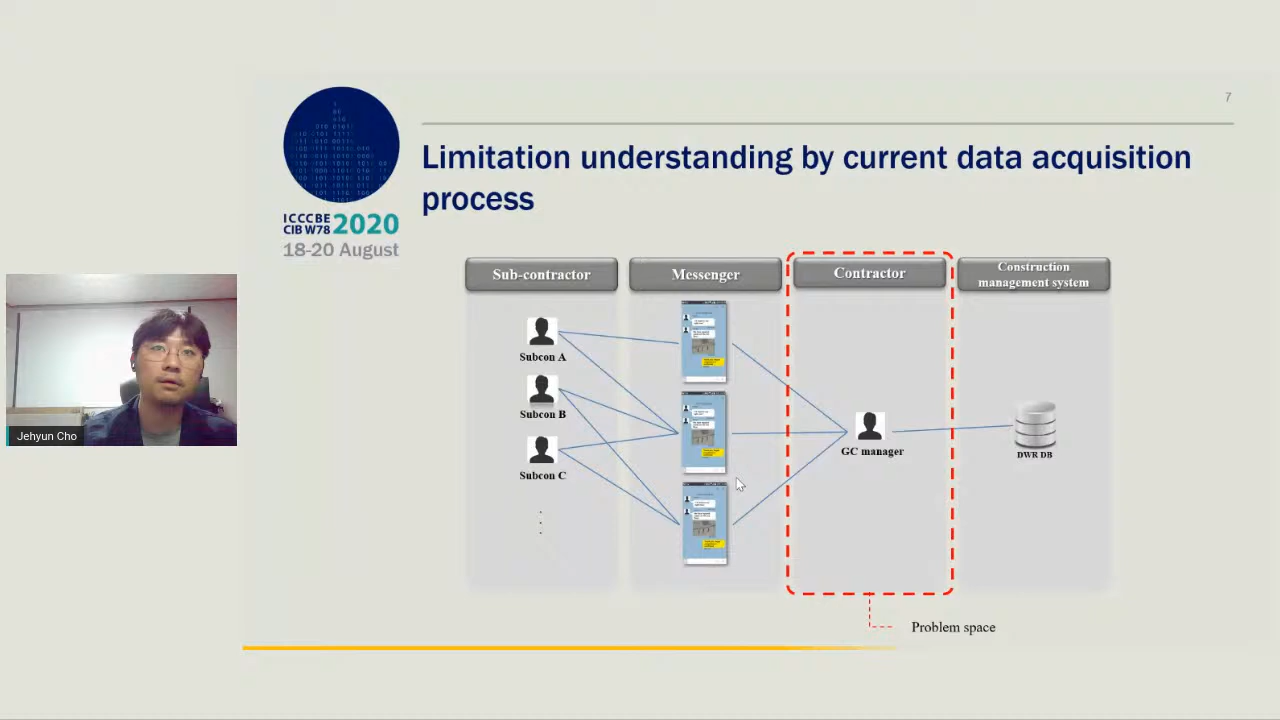 7
Limitation understanding by current data acquisition
process
ICCCBE
CIB W78 2020
18-20 August
Sub-contractor
Messenger
Contractor
Construction
management system
Subcon A
Subcon B
Subcon C
GC manager
DWR DB
Problem space
Jehyun Cho